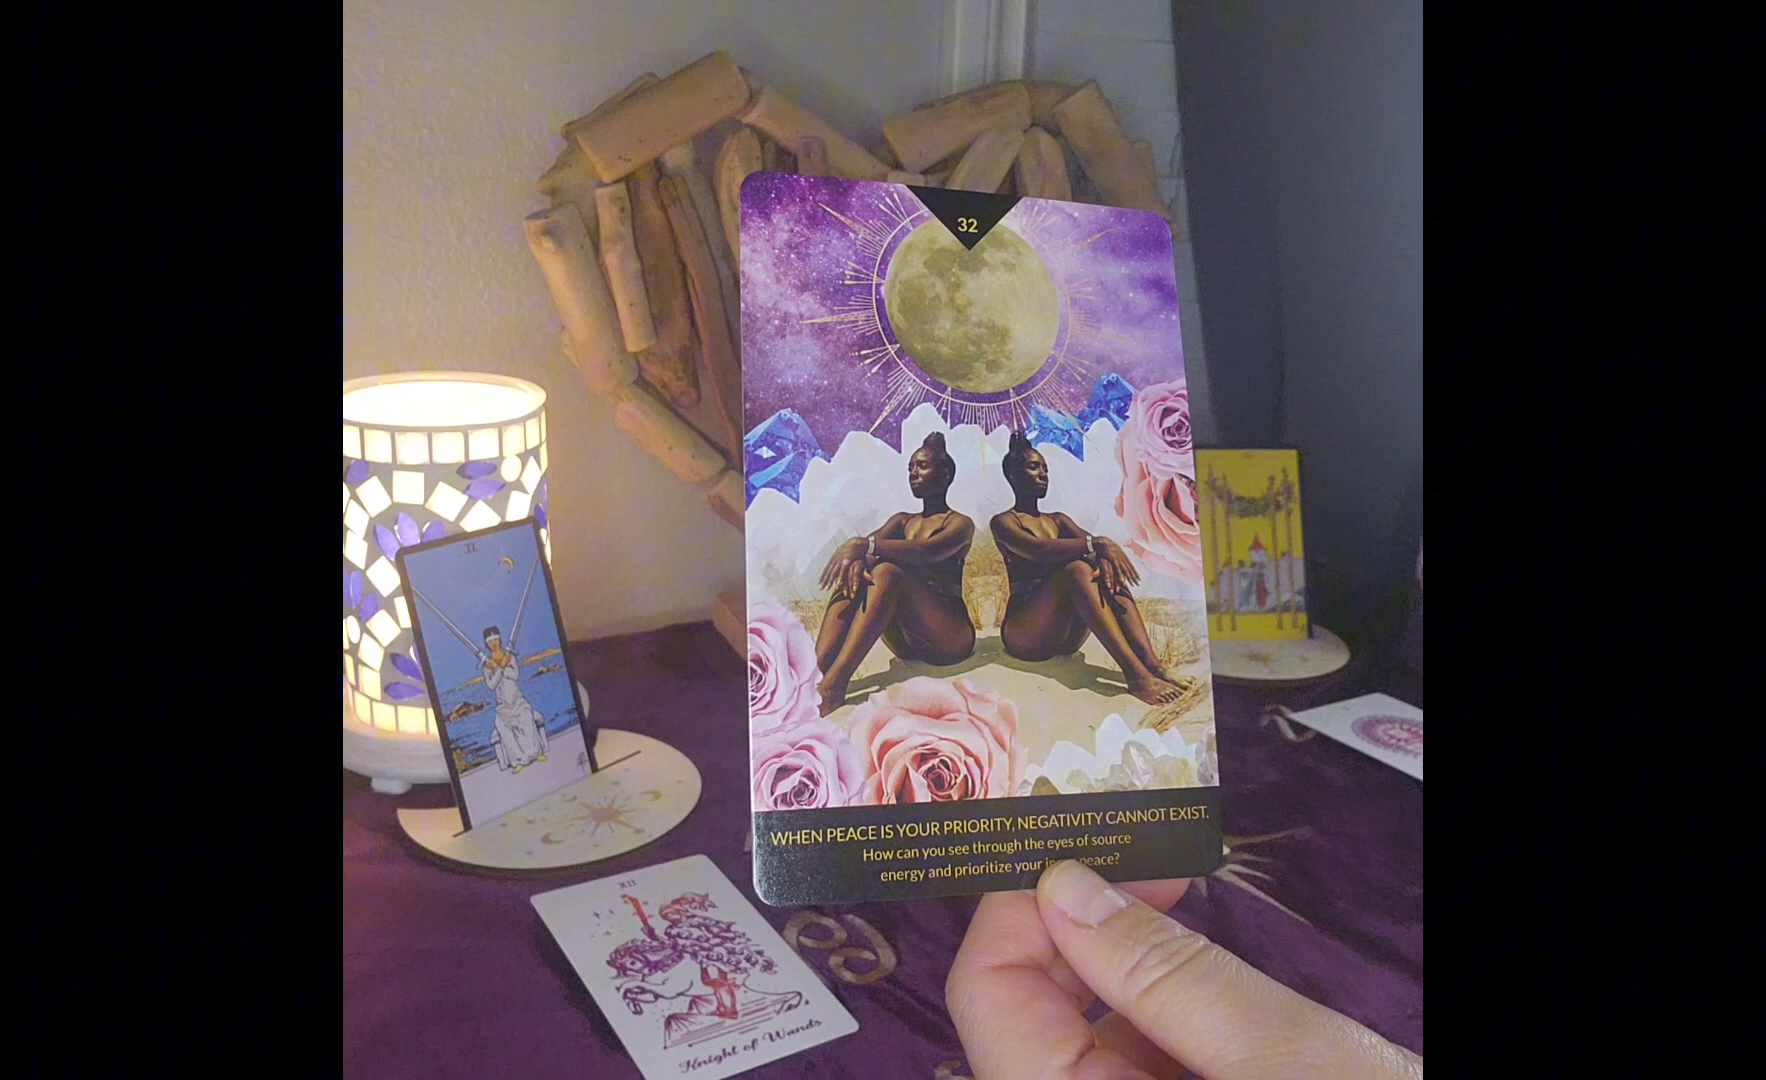 32
WHEN PEACE IS YOUR PRIORITY, NEGATIVITY CANNOT EXIST.
How can you see through the eyes of source
energy and prioritize your peace?
II
XII
Knight of Wands